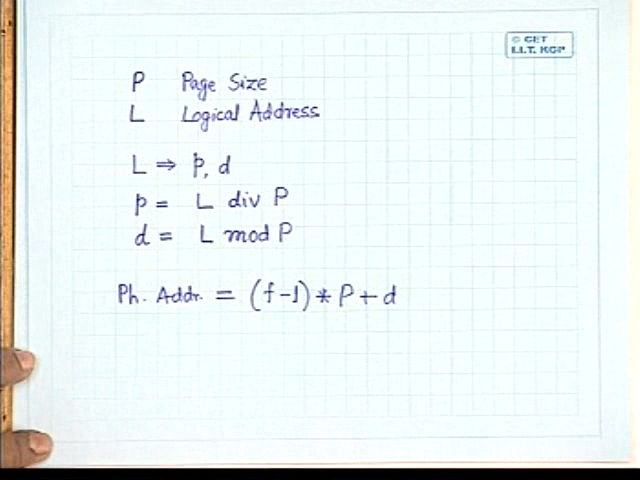 © CET
I.I.T. KGP
P Page Size
L Logical Address
L ⇒ p, d
p = L div P
d = L mod P
Ph. Addr. = (f-1) * P + d